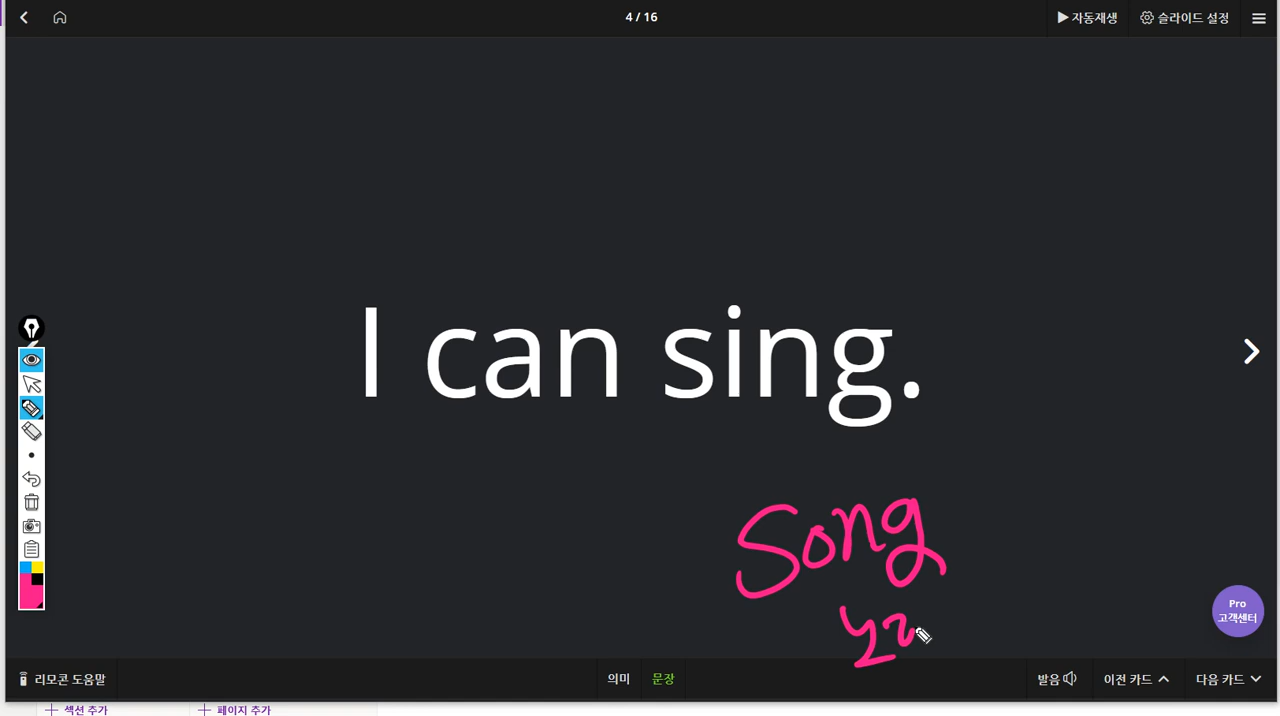 4 / 16
자동재생
슬라이드 설정
I can sing.
Song
Pro
고객센터
리모콘 도움말
의미
문장
발음
이전 카드
다음 카드
섹션 추가
페이지 추가